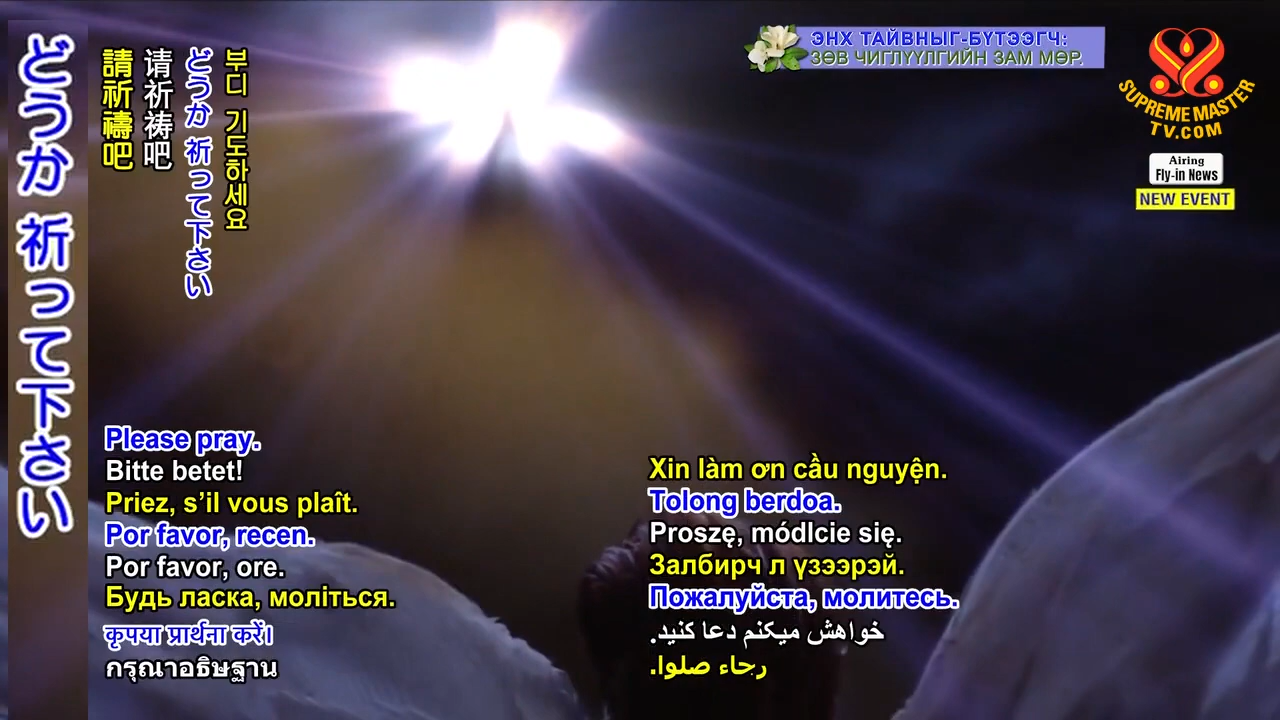 どうか 祈って下さい
請祈禱吧
请祈祷吧
どうか 祈って下さい
부디 기도하세요
ЭНХ ТАЙВНЫГ-БҮТЭЭГЧ:
ЗӨВ ЧИГЛҮҮЛГИЙН ЗАМ МӨР.
SUPREME MASTER
TV.COM
Airing
Fly-in News
NEW EVENT
Please pray.
Bitte betet!
Priez, s’il vous plaît.
Por favor, recen.
Por favor, ore.
Будь ласка, моліться.
कृपया प्रार्थना करें।
กรุณาอธิษฐาน
Xin làm ơn cầu nguyện.
Tolong berdoa.
Proszę, módlcie się.
Залбирч л үзээрэй.
Пожалуйста, молитесь.
خواهش میکنم دعا کنید.
رجاء صلوا.